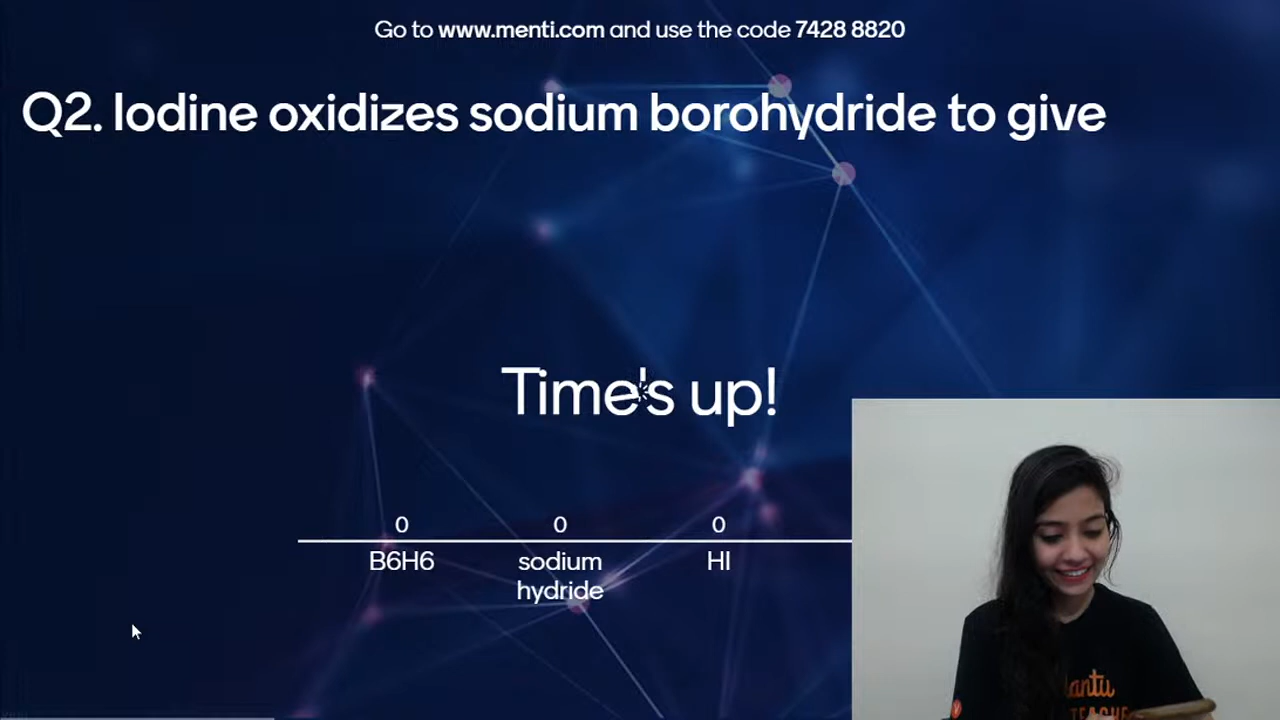 Go to www.menti.com and use the code 7428 8820
Q2. Iodine oxidizes sodium borohydride to give
Time's up!
0 0 0
B6H6 sodium hydride HI